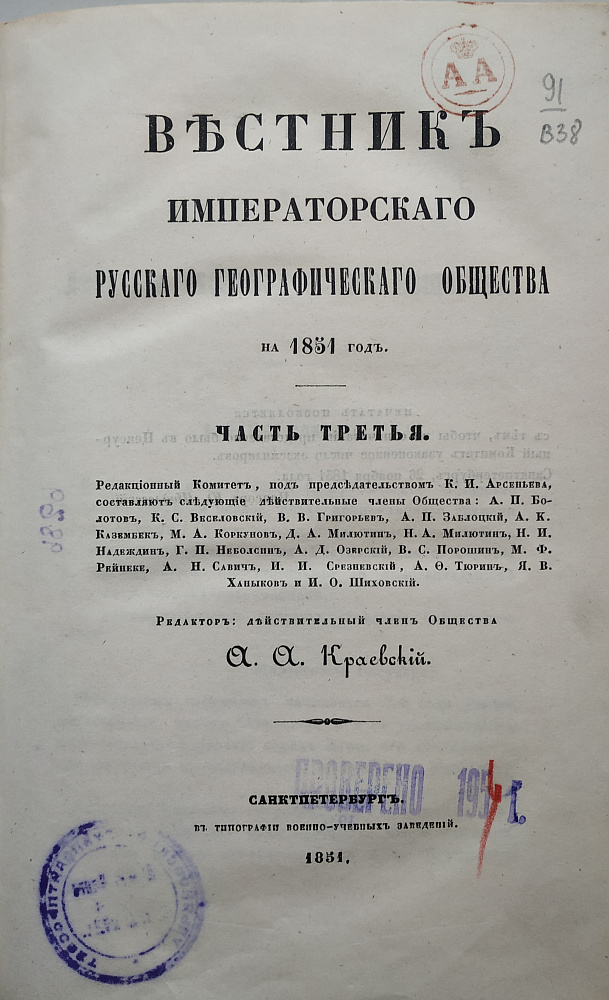 А А
91
В38
ВѢСТНИКЪ
ИМПЕРАТОРСКАГО
РУССКАГО ГЕОГРАФИЧЕСКАГО ОБЩЕСТВА
НА 1851 ГОДЪ.
ЧАСТЬ ТРЕТЬЯ.
Редакціонный Комитетъ, подъ предсѣдательствомъ К. И. Арсеньева,
составляютъ слѣдующіе дѣйствительные члены Общества: А. П. Бо-
лотовъ, К. С. Веселовскій, В. В. Григорьевъ, А. П. Заблоцкій, А. К.
Казембекъ, М. А. Коркуновъ, Д. А. Милютинъ, Н. А. Милютинъ, Н. И.
Надеждинъ, Г. П. Неболсинъ, А. Д. Озерскій, В. С. Порошинъ, М. Ф.
Рейнеке, А. Н. Савичъ, И. И. Срезневскій, А. Ѳ. Тюринъ, Я. В.
Ханыковъ и И. О. Шиховскій.
Редакторъ: дѣйствительный членъ Общества
А. А. Краевскій.
ПРОВЕРЕНО 195
САНКТПЕТЕРБУРГЪ.
ВЪ ТИПОГРАФІИ ВОЕННО-УЧЕБНЫХЪ ЗАВЕДЕНІЙ.
1851.